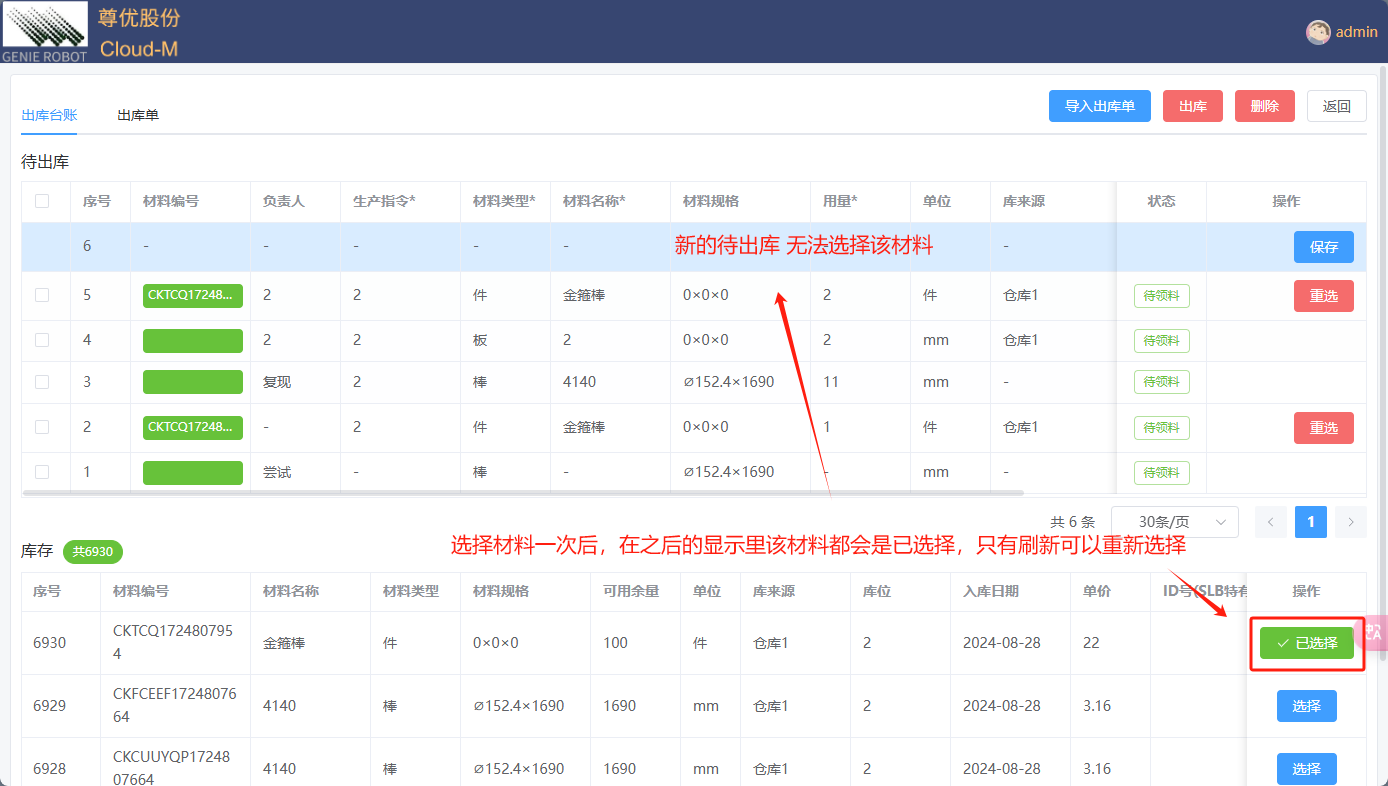 尊优股份
Cloud-M
GENIE ROBOT
admin
出库台账 出库单 导入出库单 出库 删除 返回
待出库
序号 材料编号 负责人 生产指令* 材料类型* 材料名称* 材料规格 用量* 单位 库来源 状态 操作
6 - - - - - 新的待出库 无法选择该材料 - 保存
5 CKTCQ17248... 2 2 件 金箍棒 0×0×0 2 件 仓库1 待领料 重选
4 2 2 板 2 0×0×0 2 mm 仓库1 待领料
3 复现 2 棒 4140 ∅152.4×1690 11 mm - 待领料
2 CKTCQ17248... - 2 件 金箍棒 0×0×0 1 件 仓库1 待领料 重选
1 尝试 - 棒 - ∅152.4×1690 - mm - 待领料
共 6 条 30条/页 1
库存 共6930
选择材料一次后，在之后的显示里该材料都会是已选择，只有刷新可以重新选择
序号 材料编号 材料名称 材料类型 材料规格 可用余量 单位 库来源 库位 入库日期 单价 ID号(SLB特有 操作
6930 CKTCQ1724807954 金箍棒 件 0×0×0 100 件 仓库1 2 2024-08-28 22 已选择
6929 CKFCEEF1724807664 4140 棒 ∅152.4×1690 1690 mm 仓库1 2 2024-08-28 3.16 选择
6928 CKCUUYQP1724807664 4140 棒 ∅152.4×1690 1690 mm 仓库1 2 2024-08-28 3.16 选择